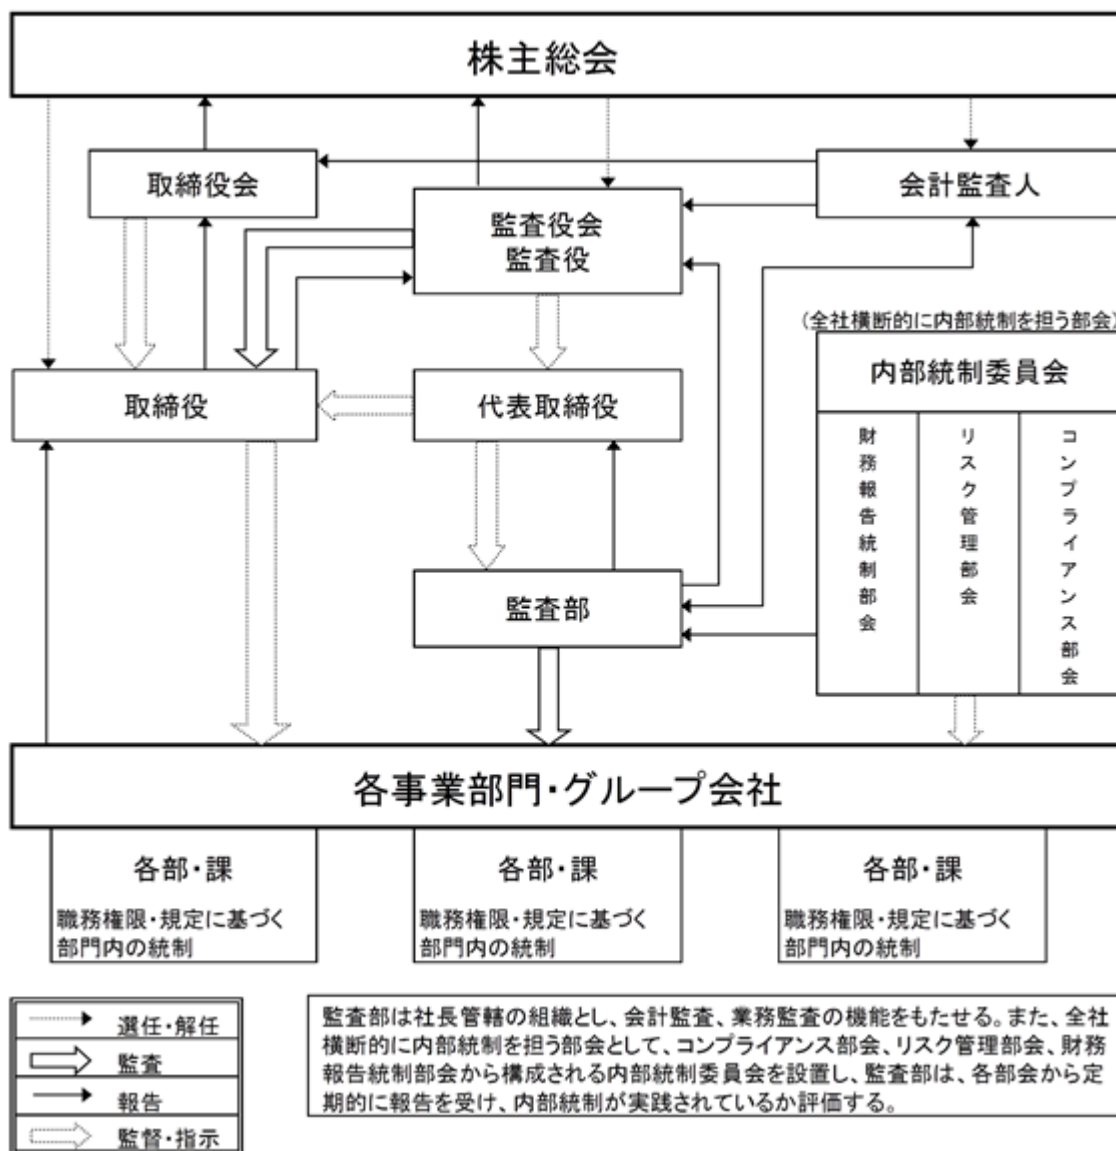 株主総会
取締役会
会計監査人
監査役会
監査役
(全社横断的に内部統制を担う部会)
内部統制委員会
取締役
代表取締役
財務報告統制部会
リスク管理部会
コンプライアンス部会
監査部
各事業部門・グループ会社
各部・課
職務権限・規定に基づく
部門内の統制
各部・課
職務権限・規定に基づく
部門内の統制
各部・課
職務権限・規定に基づく
部門内の統制
選任・解任
監査
報告
監督・指示
監査部は社長管轄の組織とし、会計監査、業務監査の機能をもたせる。また、全社
横断的に内部統制を担う部会として、コンプライアンス部会、リスク管理部会、財務
報告統制部会から構成される内部統制委員会を設置し、監査部は、各部会から定
期的に報告を受け、内部統制が実践されているか評価する。